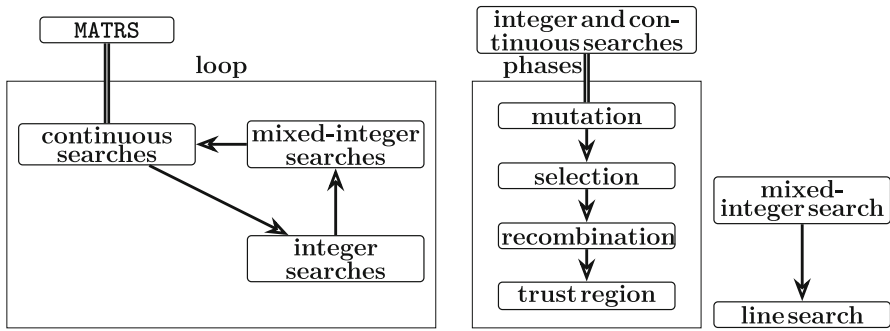 MATRS
loop
continuous
searches
mixed-integer
searches
integer
searches
integer and con-
tinuous searches
phases
mutation
selection
recombination
trust region
mixed-
integer search
line search